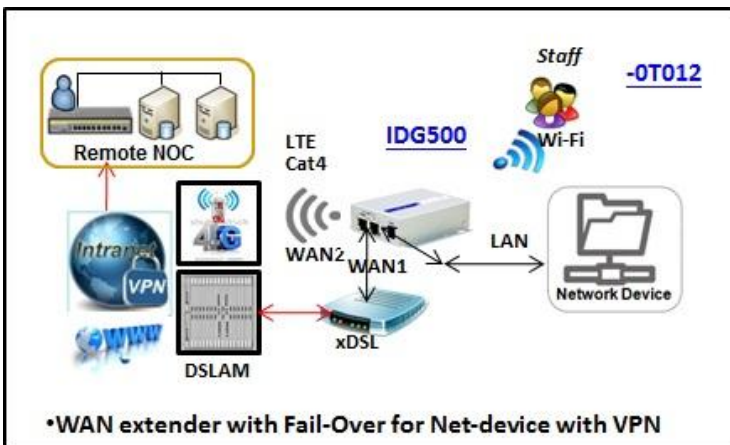 Staff
-0T012
Remote NOC
LTE
Cat4
IDG500
Wi-Fi
4G
Intranet
VPN
WAN2
WAN1
LAN
Network Device
WWW
xDSL
DSLAM
•WAN extender with Fail-Over for Net-device with VPN